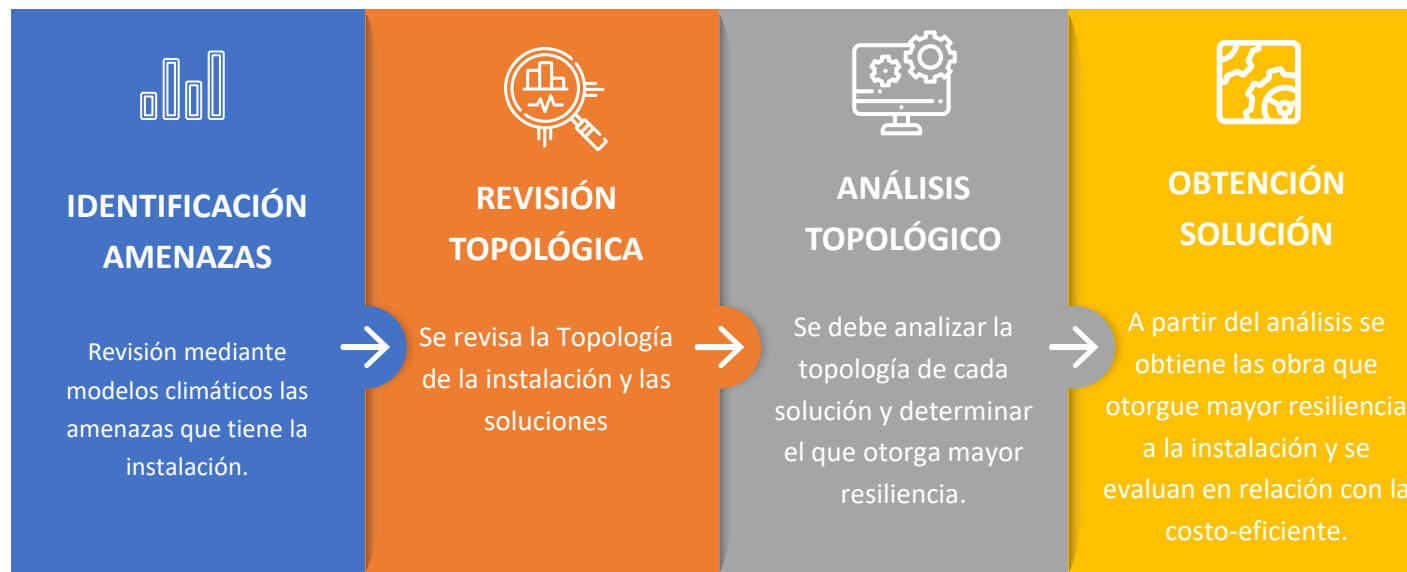 IDENTIFICACIÓN
AMENAZAS
Revisión mediante
modelos climáticos las
amenazas que tiene la
instalación.
REVISIÓN
TOPOLÓGICA
Se revisa la Topología
de la instalación y las
soluciones
ANÁLISIS
TOPOLÓGICO
Se debe analizar la
topología de cada
solución y determinar
el que otorga mayor
resiliencia.
OBTENCIÓN
SOLUCIÓN
A partir del análisis se
obtiene las obra que
otorgue mayor resiliencia
a la instalación y se
evaluan en relación con la
costo-eficiente.